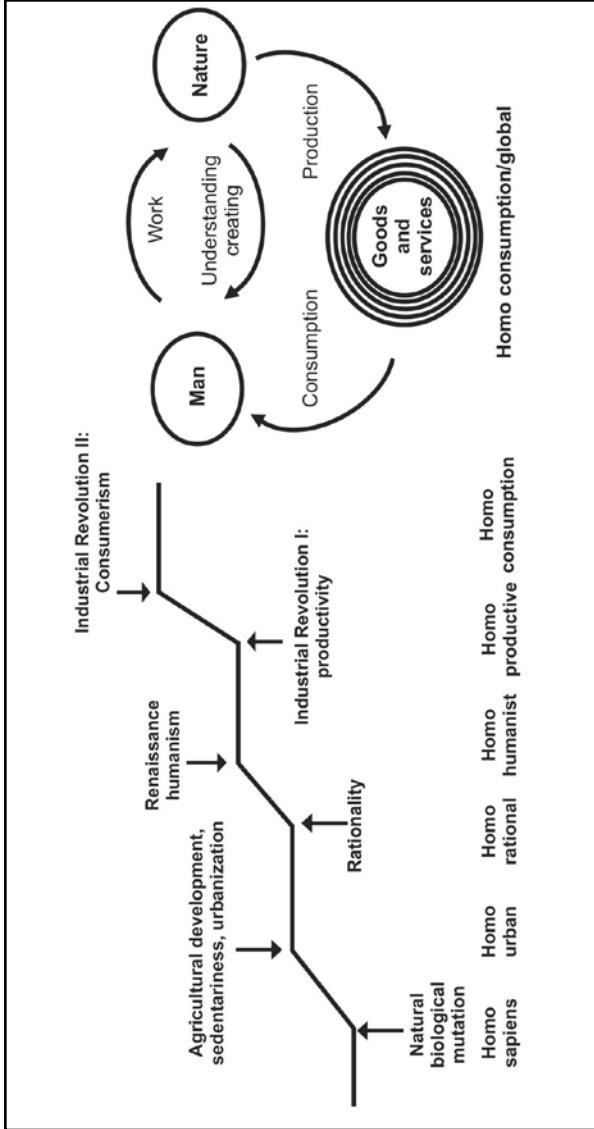 Agricultural development,
sedentariness, urbanization
Renaissance
humanism
Industrial Revolution II:
Consumerism
Natural
biological
mutation
Rationality
Industrial Revolution I:
productivity
Homo
sapiens
Homo
urban
Homo
rational
Homo
humanist
Homo
productive
Homo
consumption
Man
Work
Understanding
creating
Nature
Consumption
Production
Goods
and
services
Homo consumption/global